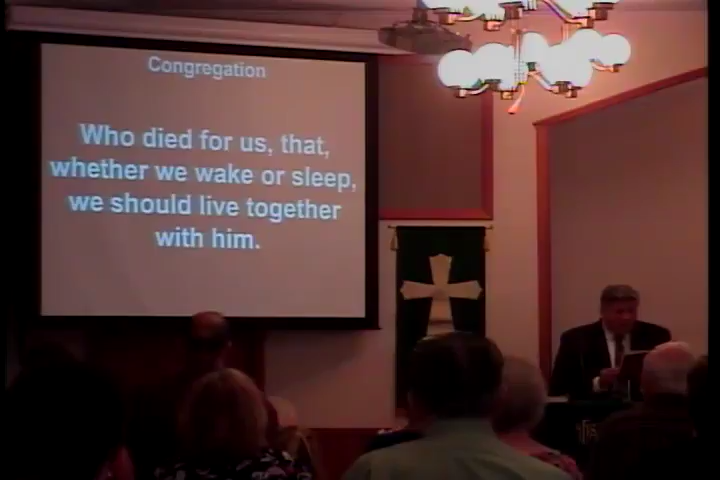 Congregation
Who died for us, that,
whether we wake or sleep,
we should live together
with him.